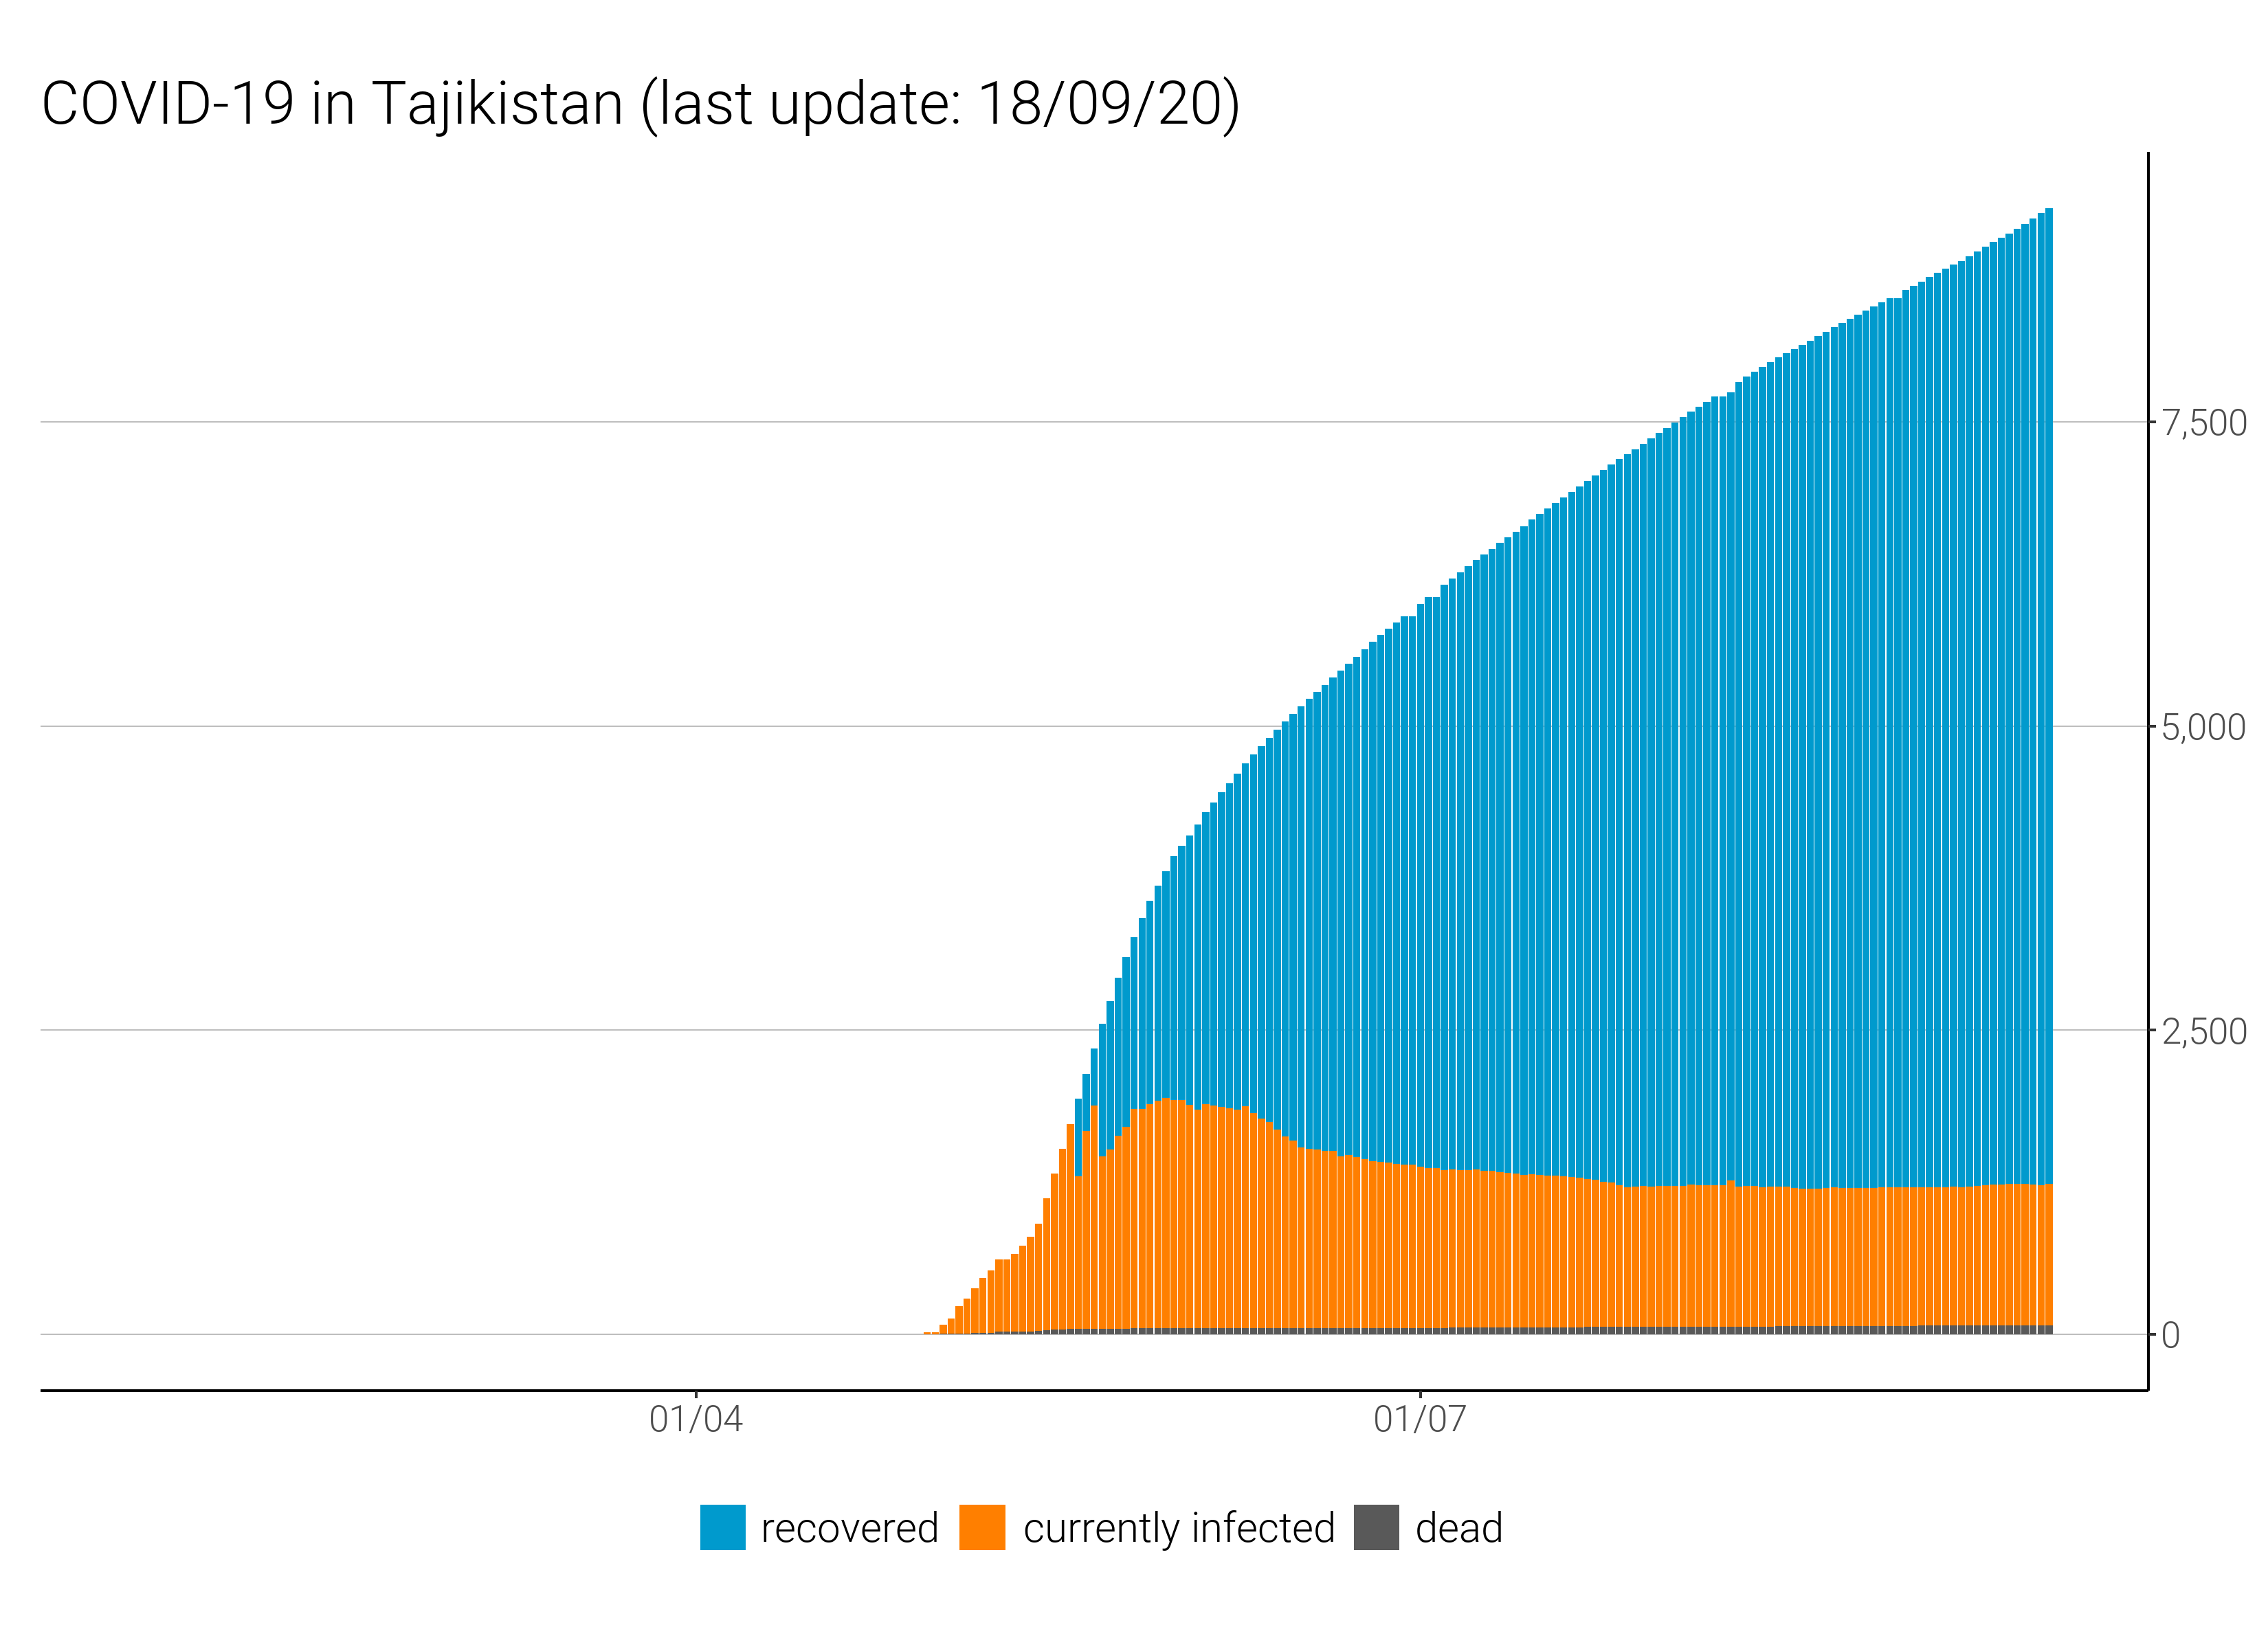 COVID-19 in Tajikistan (last update: 18/09/20)
7,500
5,000
2,500
0
01/04 01/07
recovered currently infected dead